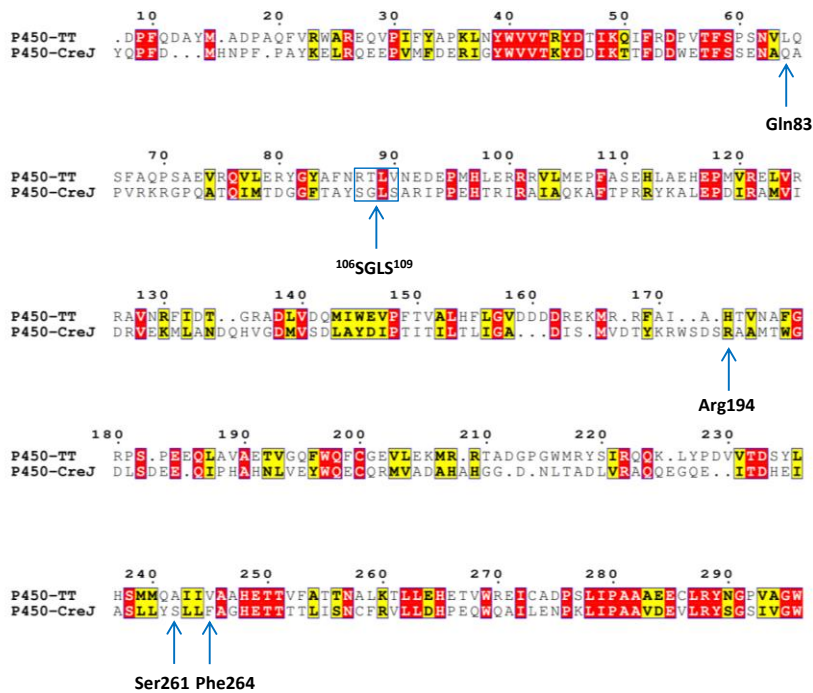 10 20 30 40 50 60
P450-TT .DPFQDAYM.ADPAQFVRWAREQVPIFYAPKLNYWVVTRYDTIKQIFRDPVTFSPSNVLQ
P450-CreJ YQPFD...MHNPF.PAYKELRQEEPVMFDERIGYWVVTKYDDIKTTFDDWETFSSENAQA
Gln83
70 80 90 100 110 120
P450-TT SFAQPSAEVRQVLERYGYAFNRTLVNEDEPMHLERRRVLMEPFASEHLAEHEPMVRELVR
P450-CreJ PVRKRGPQATQIMTDGGFTAYSGLSARIPPEHTRIRAIAQKAFTPRRYKALEPDIRAMVI
¹⁰⁶SGLS¹⁰⁹
130 140 150 160 170
P450-TT RAVNRFIDT..GRADLVDQMIWEVPFTVALHFLGVDDDDREKMR.RFAI..A.HTVNAFG
P450-CreJ DRVEKMLANDQHVGDMVSDLAYDIPTITILTLIGA...DIS.MVDTYKRWSDSRAAMTWG
Arg194
180 190 200 210 220 230
P450-TT RPS.PEEQLAVAETVGQFWQFCGEVLEKMR.RTADGPGWMRYSIRQQK.LYPDVVTDSYL
P450-CreJ DLSDEE.QIPHAHNLVEYWQECQRMVADAHAHGG.D.NLTADLVRAQQEGQE..ITDHEI
240 250 260 270 280 290
P450-TT HSMMQAIIVAAHETTVFATTNALKTLLEHETVWREICADPSLIPAAAEECLRYNGPVAGW
P450-CreJ ASLLYSLLFAGHETTTTLISNCFRVLLDHPEQWQAILENPKLIPAAVDEVLRYSGSIVGW
Ser261 Phe264